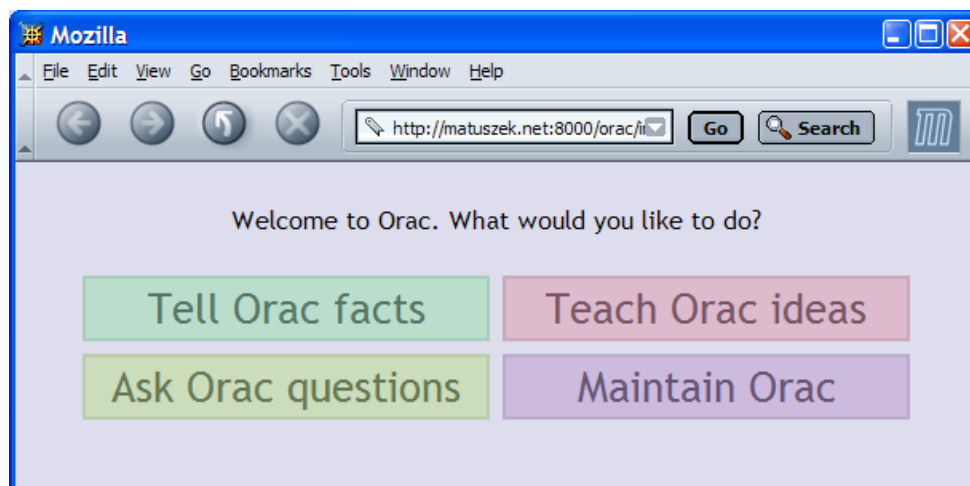 Mozilla
File Edit View Go Bookmarks Tools Window Help
http://matuszek.net:8000/orac/i Go Search
Welcome to Orac. What would you like to do?
Tell Orac facts Teach Orac ideas
Ask Orac questions Maintain Orac